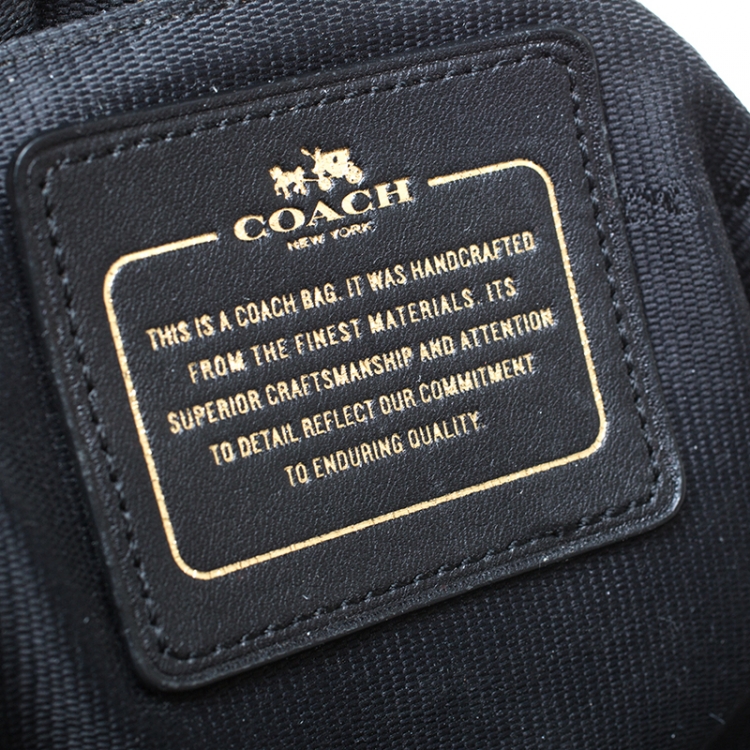 COACH
NEW YORK
THIS IS A COACH BAG. IT WAS HANDCRAFTED
FROM THE FINEST MATERIALS. ITS
SUPERIOR CRAFTSMANSHIP AND ATTENTION
TO DETAIL REFLECT OUR COMMITMENT
TO ENDURING QUALITY.